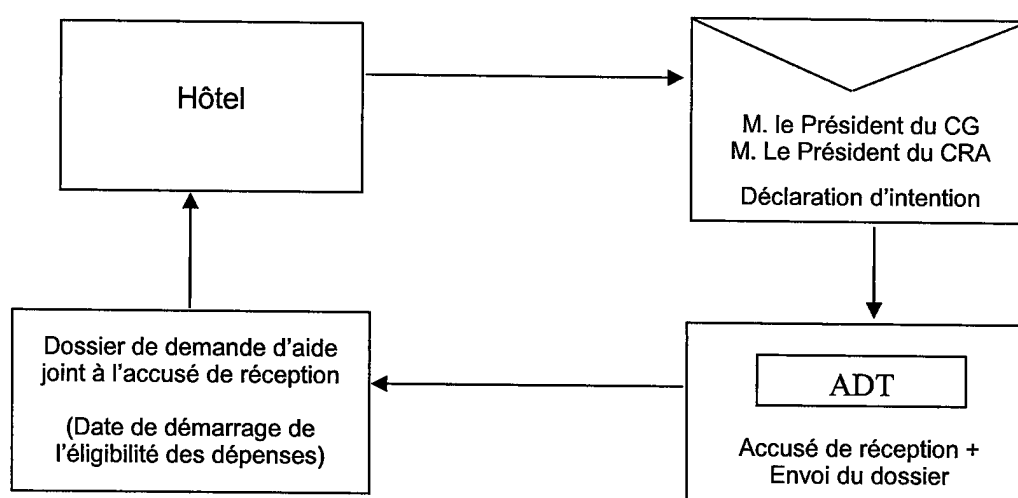 Hôtel
M. le Président du CG
M. Le Président du CRA
Déclaration d'intention
Dossier de demande d'aide
joint à l'accusé de réception
(Date de démarrage de
l'éligibilité des dépenses)
ADT
Accusé de réception +
Envoi du dossier